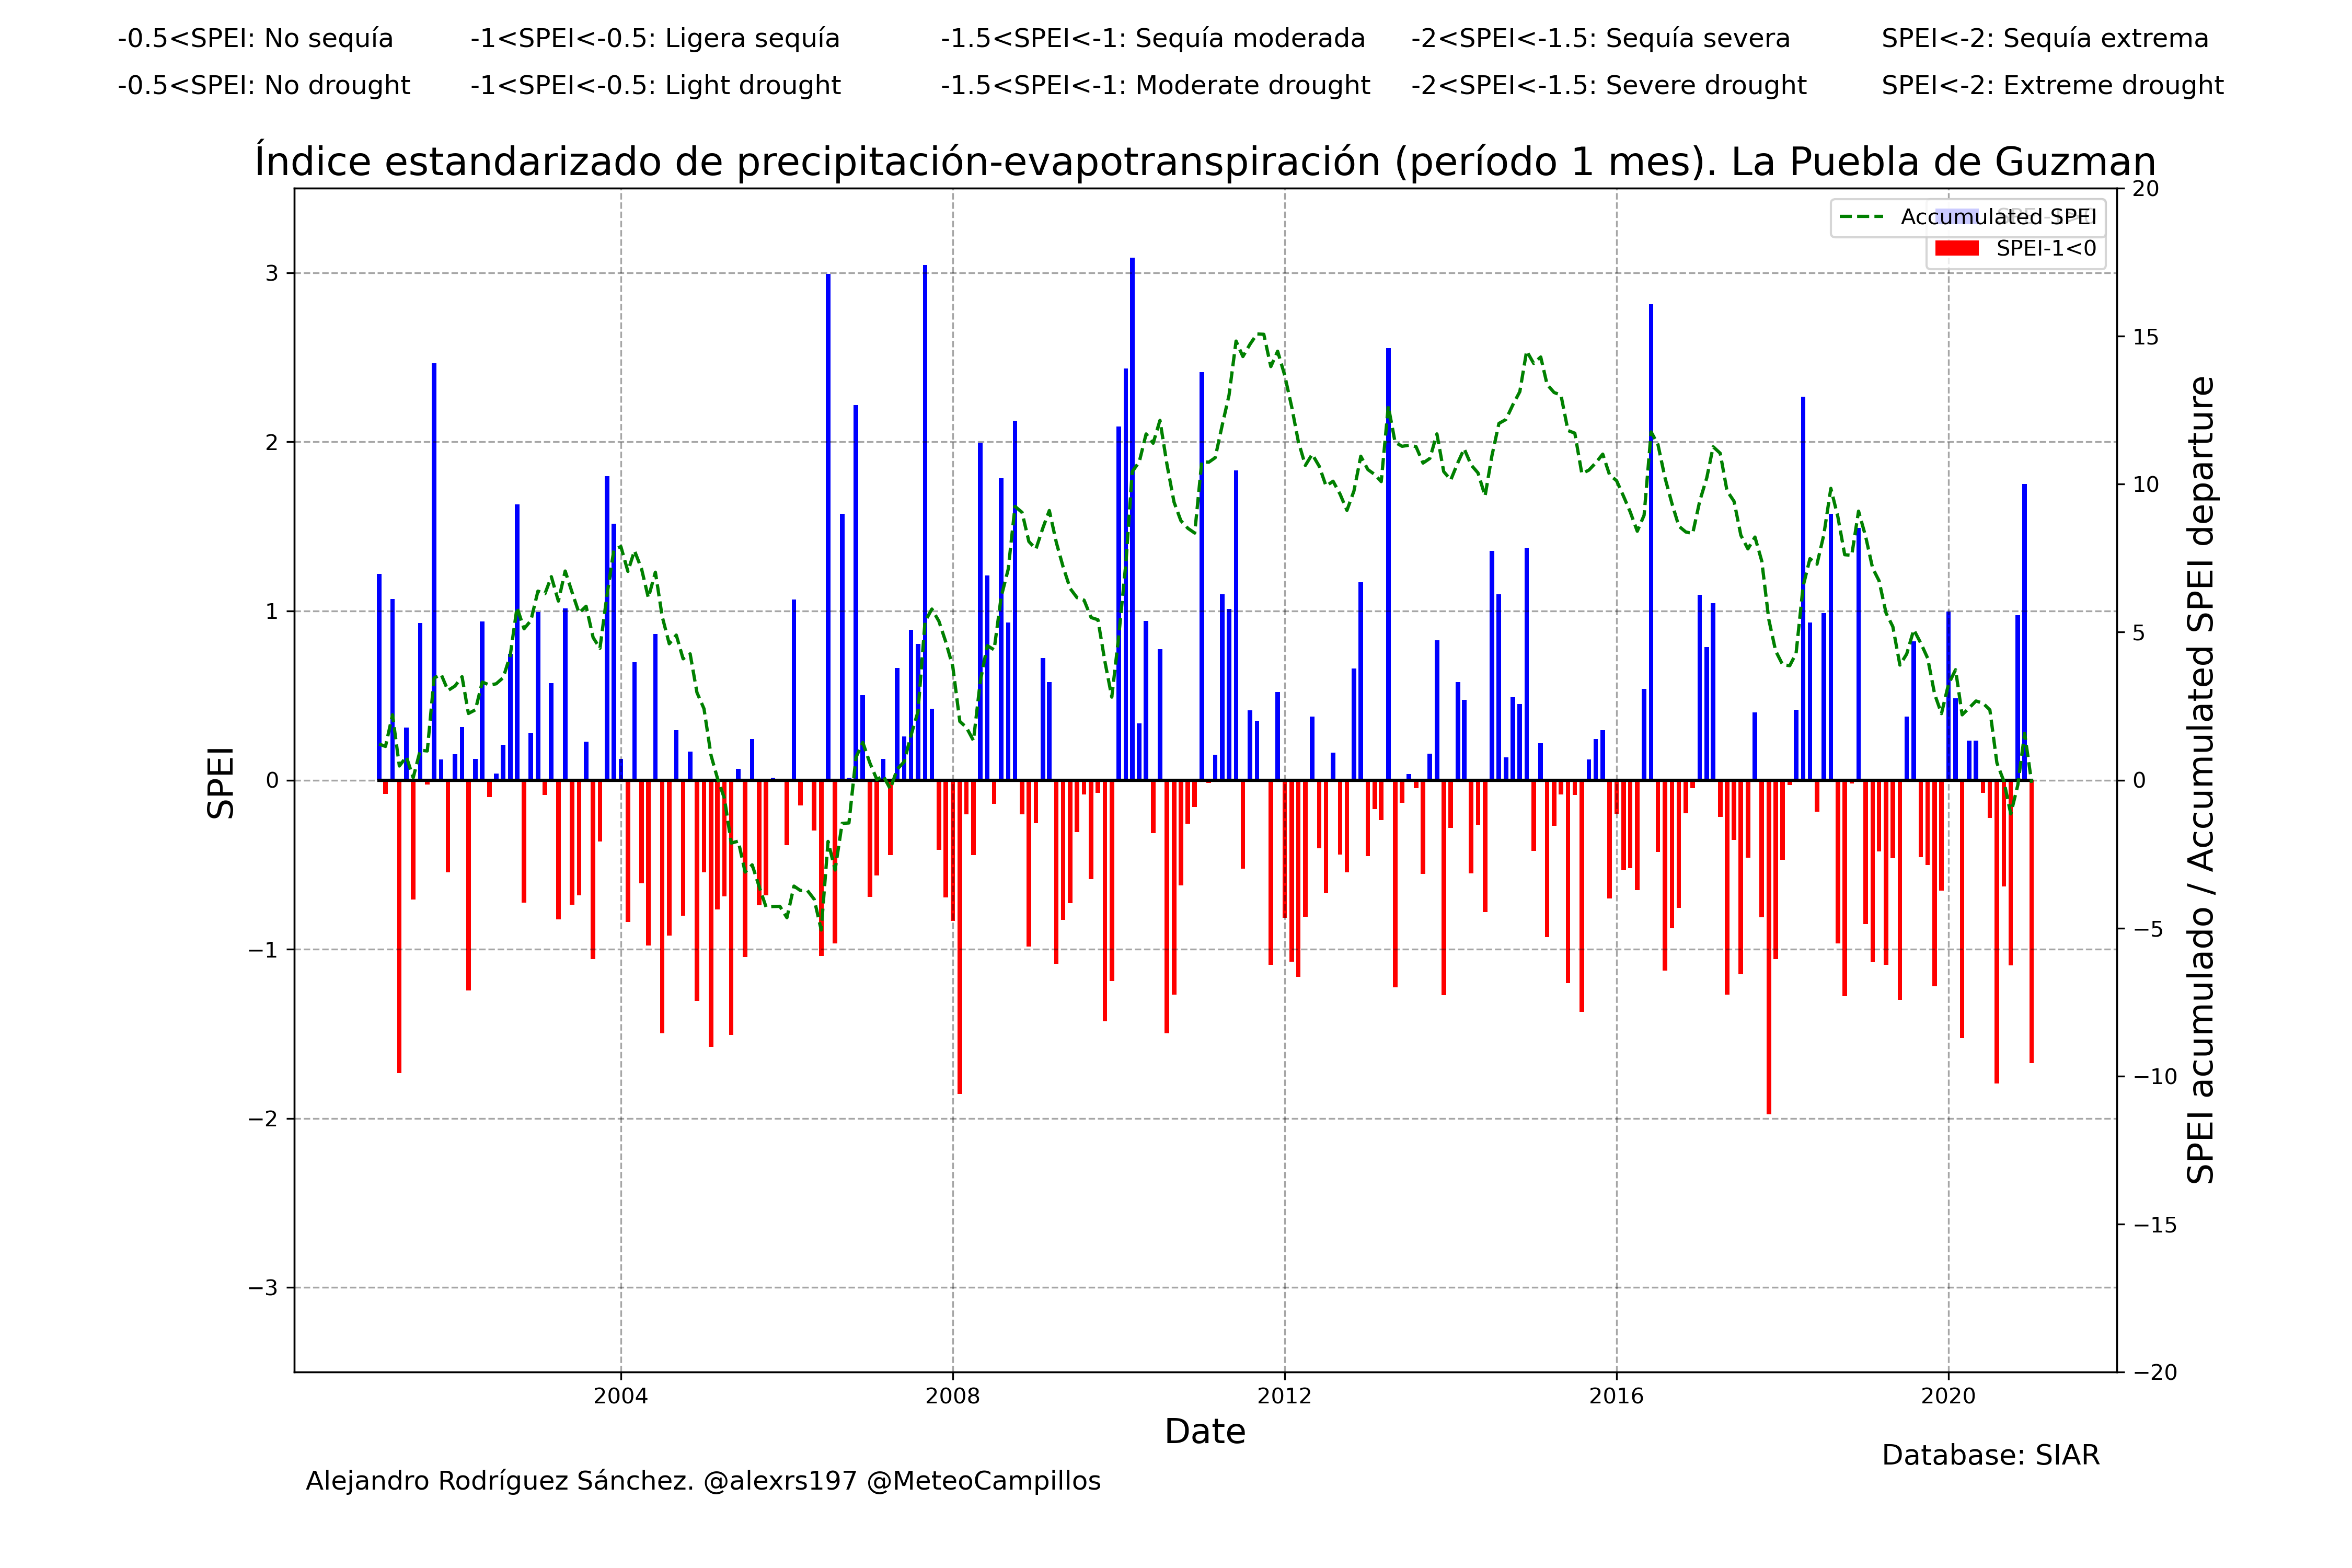 -0.5<SPEI: No sequía -1<SPEI<-0.5: Ligera sequía -1.5<SPEI<-1: Sequía moderada -2<SPEI<-1.5: Sequía severa SPEI<-2: Sequía extrema
-0.5<SPEI: No drought -1<SPEI<-0.5: Light drought -1.5<SPEI<-1: Moderate drought -2<SPEI<-1.5: Severe drought SPEI<-2: Extreme drought
Índice estandarizado de precipitación-evapotranspiración (período 1 mes). La Puebla de Guzman
Accumulated SPEI
SPEI-1<0
SPEI
3
2
1
0
−1
−2
−3
20
15
10
5
0
−5
−10
−15
−20
SPEI acumulado / Accumulated SPEI departure
2004 2008 2012 2016 2020
Date
Database: SIAR
Alejandro Rodríguez Sánchez. @alexrs197 @MeteoCampillos